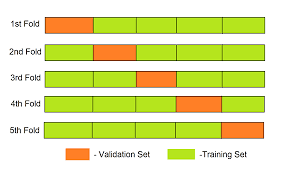 1st Fold
2nd Fold
3rd Fold
4th Fold
5th Fold
- Validation Set
-Training Set